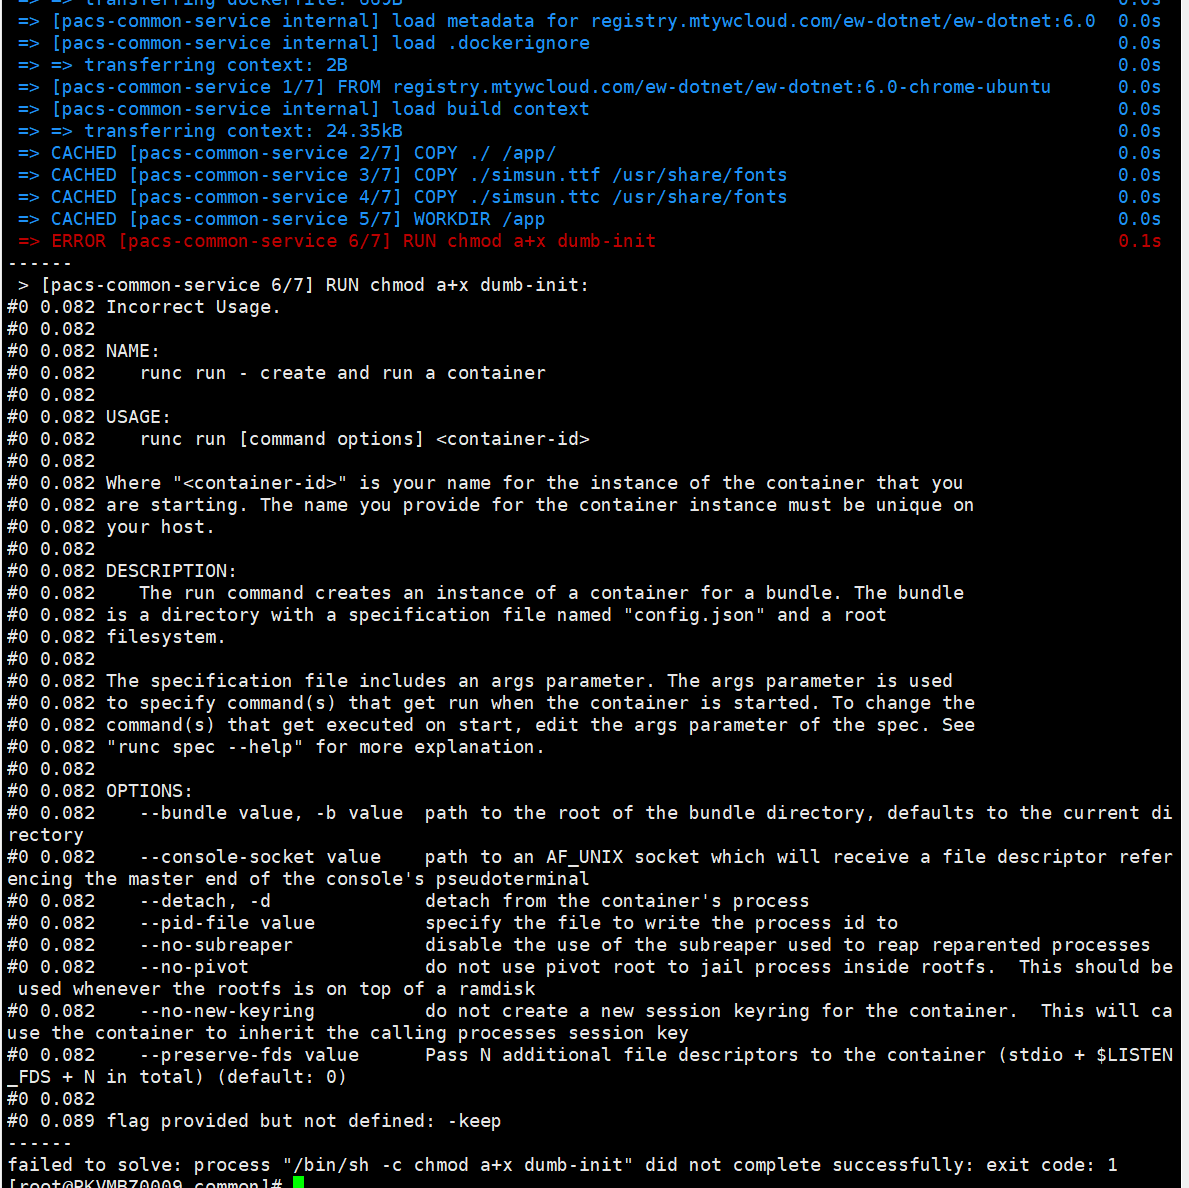 => => transferring dockerfile: 669B 0.0s
=> [pacs-common-service internal] load metadata for registry.mtywcloud.com/ew-dotnet/ew-dotnet:6.0 0.0s
=> [pacs-common-service internal] load .dockerignore 0.0s
=> => transferring context: 2B 0.0s
=> [pacs-common-service 1/7] FROM registry.mtywcloud.com/ew-dotnet/ew-dotnet:6.0-chrome-ubuntu 0.0s
=> [pacs-common-service internal] load build context 0.0s
=> => transferring context: 24.35kB 0.0s
=> CACHED [pacs-common-service 2/7] COPY ./ /app/ 0.0s
=> CACHED [pacs-common-service 3/7] COPY ./simsun.ttf /usr/share/fonts 0.0s
=> CACHED [pacs-common-service 4/7] COPY ./simsun.ttc /usr/share/fonts 0.0s
=> CACHED [pacs-common-service 5/7] WORKDIR /app 0.0s
=> ERROR [pacs-common-service 6/7] RUN chmod a+x dumb-init 0.1s
------
> [pacs-common-service 6/7] RUN chmod a+x dumb-init:
#0 0.082 Incorrect Usage.
#0 0.082
#0 0.082 NAME:
#0 0.082    runc run - create and run a container
#0 0.082
#0 0.082 USAGE:
#0 0.082    runc run [command options] <container-id>
#0 0.082
#0 0.082 Where "<container-id>" is your name for the instance of the container that you
#0 0.082 are starting. The name you provide for the container instance must be unique on
#0 0.082 your host.
#0 0.082
#0 0.082 DESCRIPTION:
#0 0.082    The run command creates an instance of a container for a bundle. The bundle
#0 0.082 is a directory with a specification file named "config.json" and a root
#0 0.082 filesystem.
#0 0.082
#0 0.082 The specification file includes an args parameter. The args parameter is used
#0 0.082 to specify command(s) that get run when the container is started. To change the
#0 0.082 command(s) that get executed on start, edit the args parameter of the spec. See
#0 0.082 "runc spec --help" for more explanation.
#0 0.082
#0 0.082 OPTIONS:
#0 0.082    --bundle value, -b value  path to the root of the bundle directory, defaults to the current di
rectory
#0 0.082    --console-socket value    path to an AF_UNIX socket which will receive a file descriptor refer
encing the master end of the console's pseudoterminal
#0 0.082    --detach, -d              detach from the container's process
#0 0.082    --pid-file value          specify the file to write the process id to
#0 0.082    --no-subreaper            disable the use of the subreaper used to reap reparented processes
#0 0.082    --no-pivot                do not use pivot root to jail process inside rootfs.  This should be
used whenever the rootfs is on top of a ramdisk
#0 0.082    --no-new-keyring          do not create a new session keyring for the container.  This will ca
use the container to inherit the calling processes session key
#0 0.082    --preserve-fds value      Pass N additional file descriptors to the container (stdio + $LISTEN
_FDS + N in total) (default: 0)
#0 0.082
#0 0.089 flag provided but not defined: -keep
------
failed to solve: process "/bin/sh -c chmod a+x dumb-init" did not complete successfully: exit code: 1
[root@PKVMBZ0009 common]#